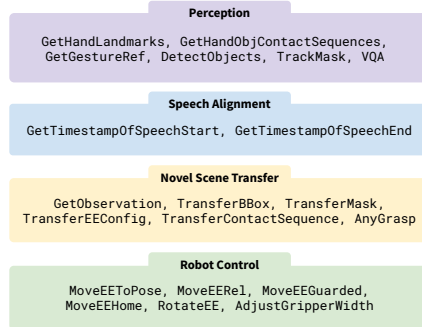 Perception
GetHandLandmarks, GetHandObjContactSequences,
GetGestureRef, DetectObjects, TrackMask, VQA
Speech Alignment
GetTimestampOfSpeechStart, GetTimestampOfSpeechEnd
Novel Scene Transfer
GetObservation, TransferBBox, TransferMask,
TransferEEConfig, TransferContactSequence, AnyGrasp
Robot Control
MoveEEToPose, MoveEERel, MoveEEGuarded,
MoveEEHome, RotateEE, AdjustGripperWidth